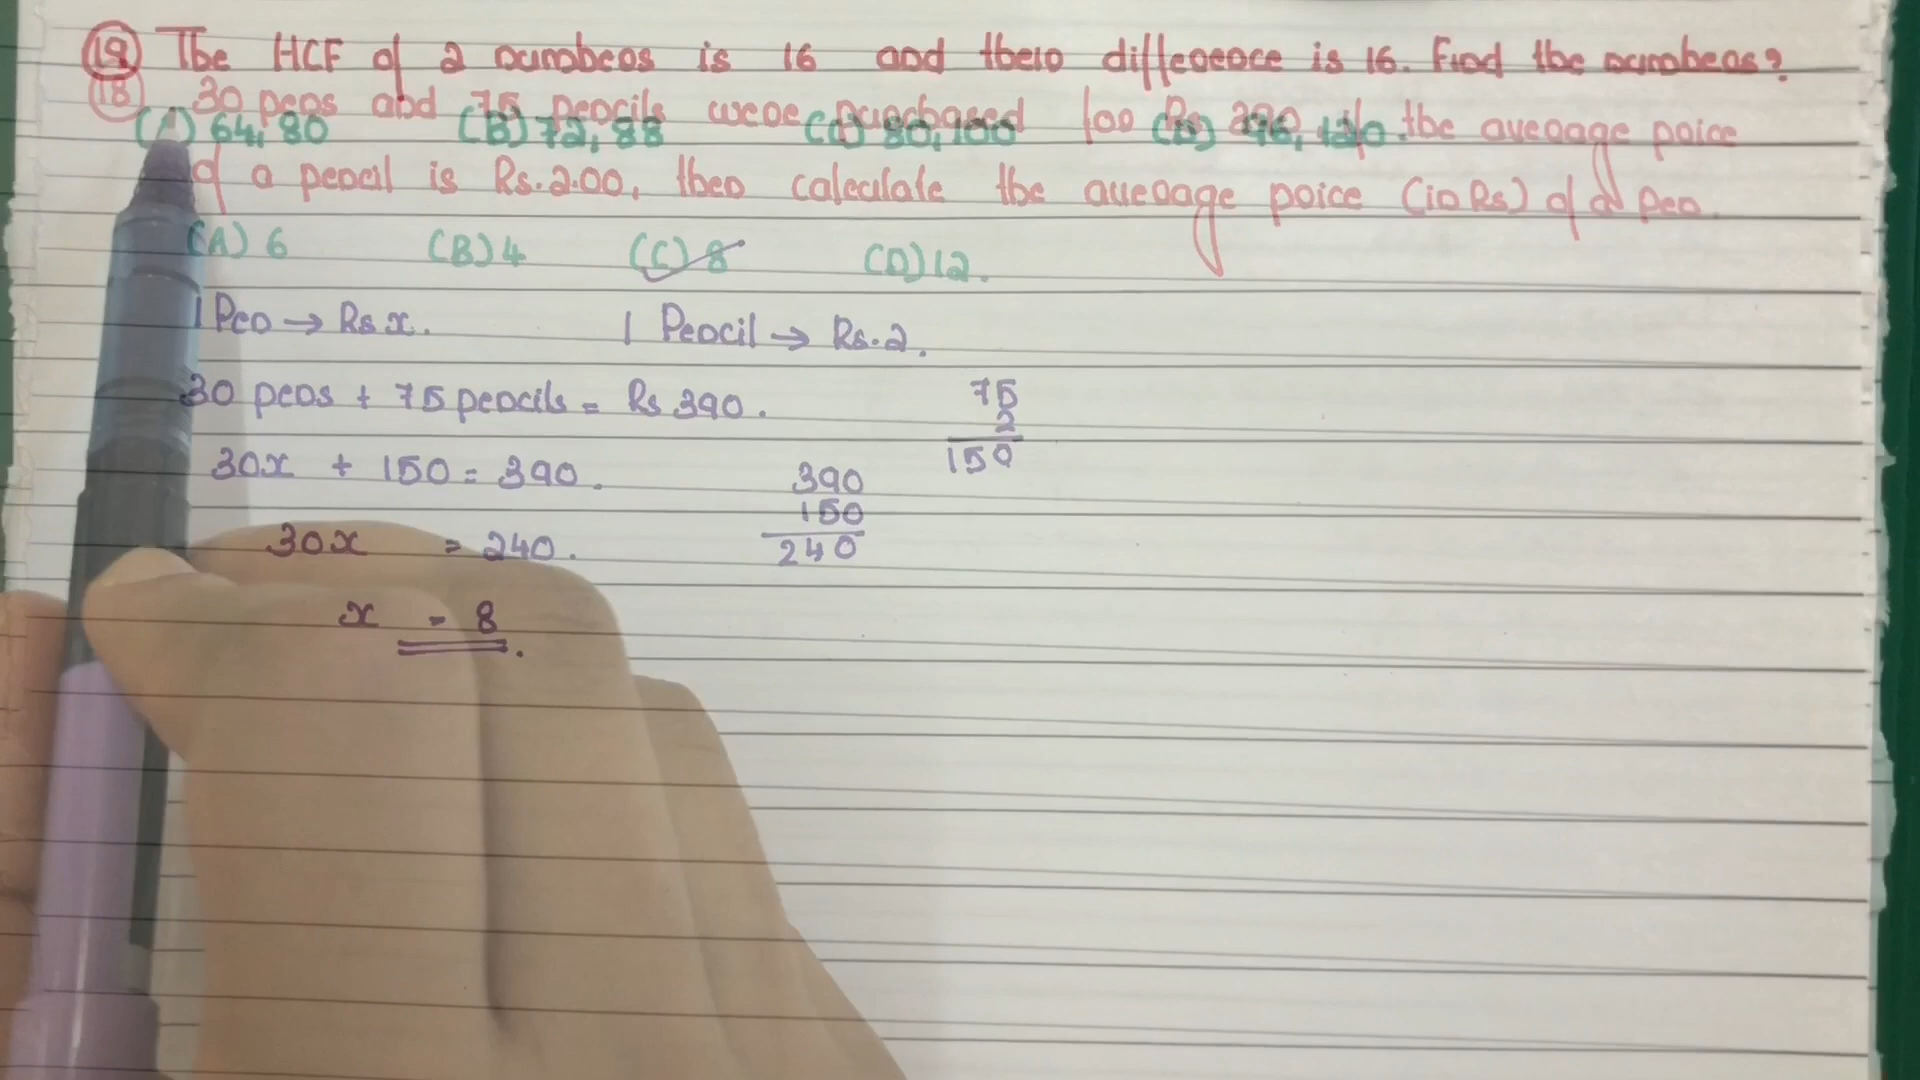 19 The HCF of 2 numbers is 16 and their difference is 16. Find the numbers?
18 30 pens and 75 pencils were purchased for Rs 390, if the average price
(A) 64, 80 (B) 72, 88 (C) 80, 100 (D) 96, 120.
of a pencil is Rs.2.00, then calculate the average price (in Rs) of a pen.
(A) 6 (B) 4 (C) 8 (D) 12.
1 Pen → Rs x. 1 Pencil → Rs.2.
30 pens + 75 pencils = Rs 390.
75
2
150
30x + 150 = 390.
390
150
240
30x = 240.
x = 8.